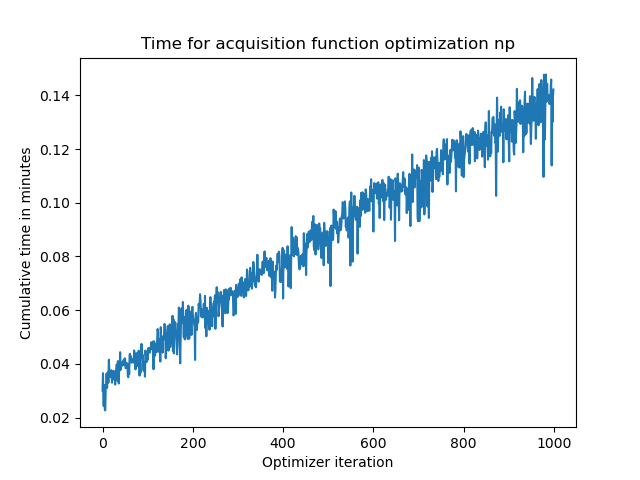 Time for acquisition function optimization np
Cumulative time in minutes
0.14
0.12
0.10
0.08
0.06
0.04
0.02
0 200 400 600 800 1000
Optimizer iteration